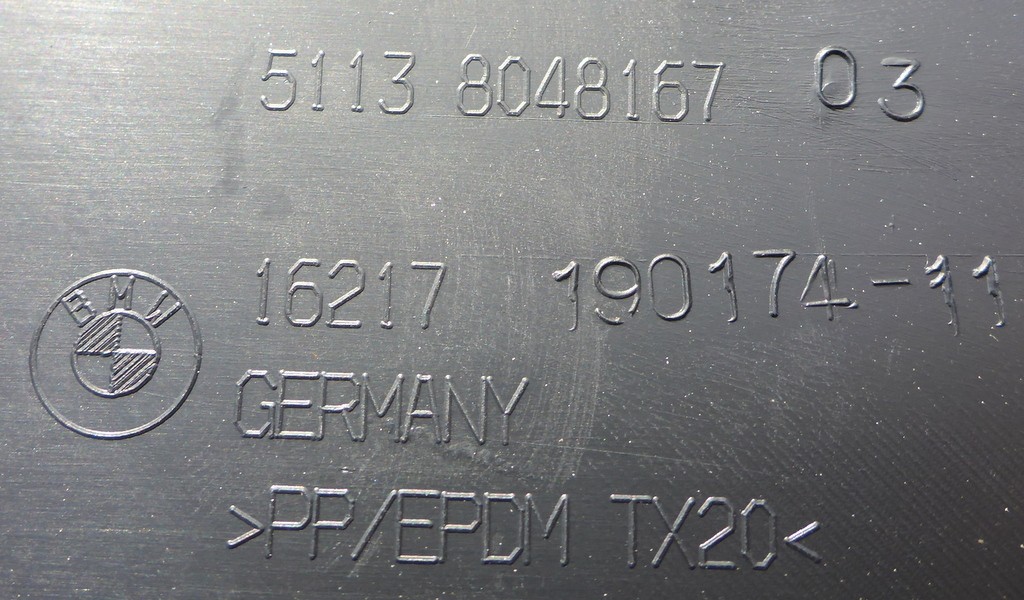 5113 8048167 03
16217 190174-11
BMW
GERMANY
>PP/EPDM TX20<